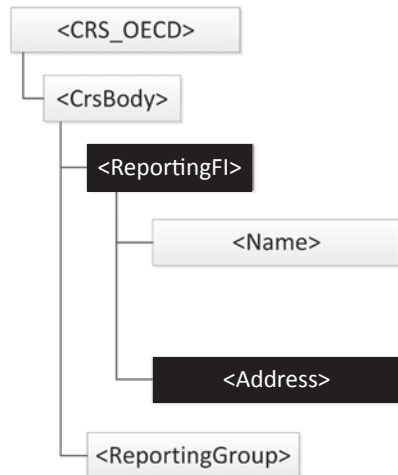 <CRS_OECD>
<CrsBody>
<ReportingFI>
<Name>
<Address>
<ReportingGroup>